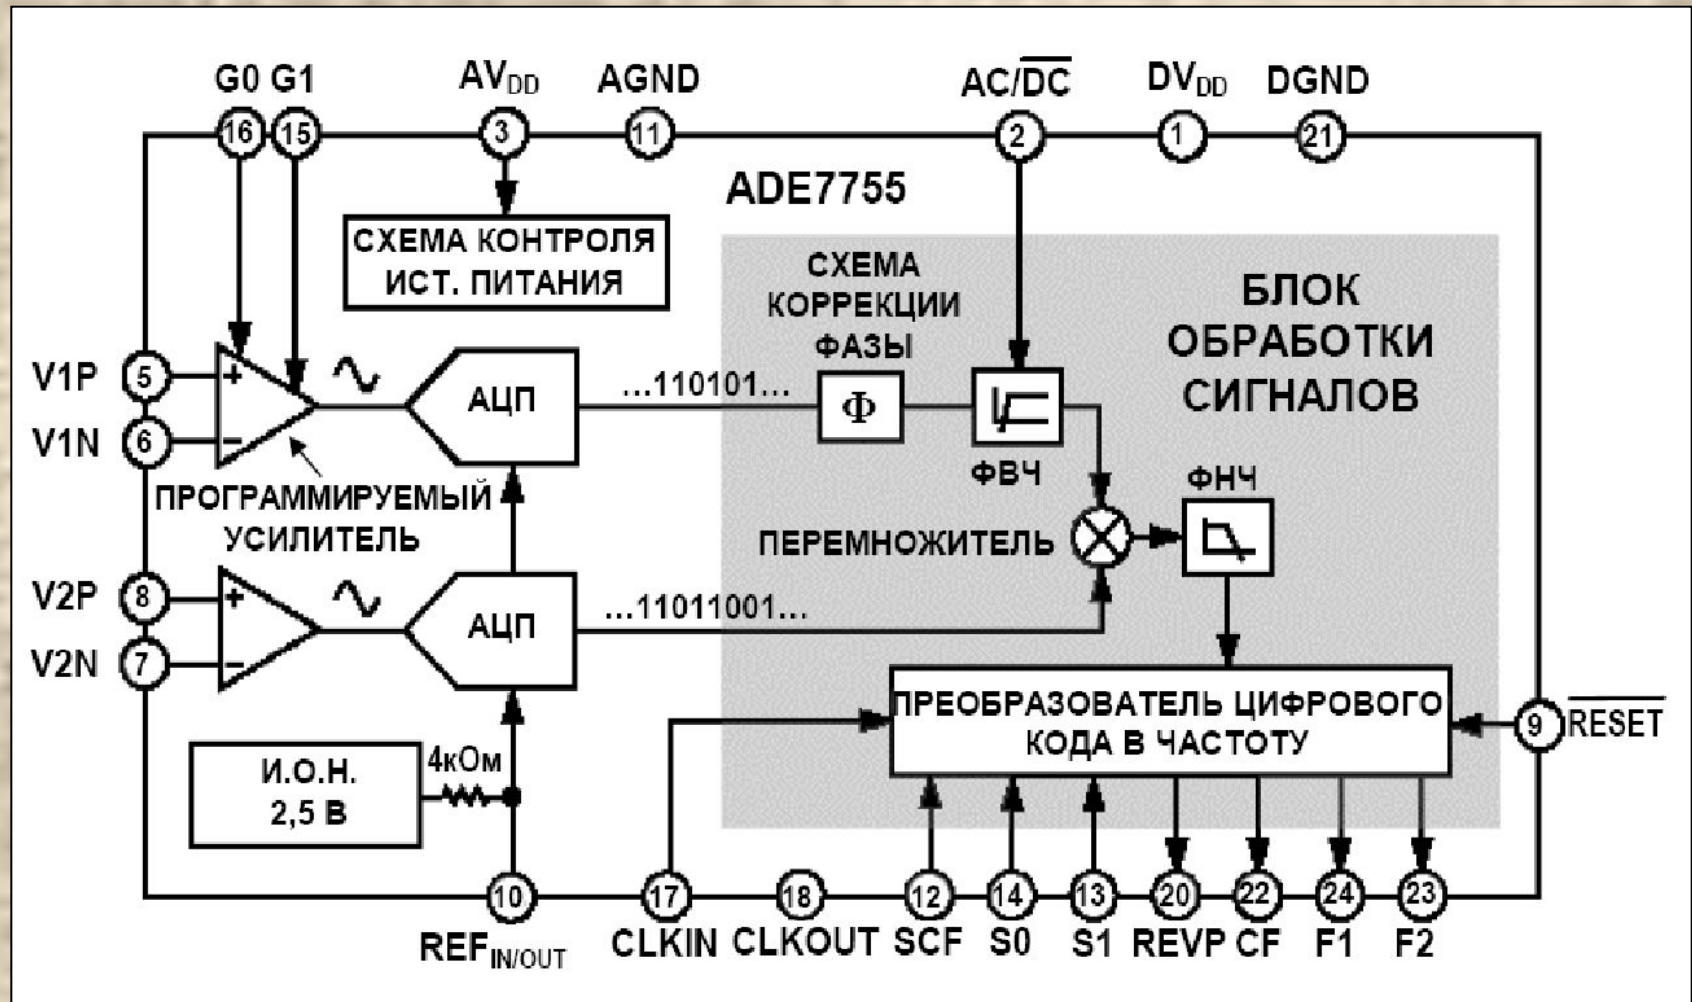 G0 G1 AVDD AGND AC/DC DVDD DGND
16 15 3 11 2 1 21
ADE7755
СХЕМА КОНТРОЛЯ
ИСТ. ПИТАНИЯ
СХЕМА
КОРРЕКЦИИ
ФАЗЫ
БЛОК
ОБРАБОТКИ
СИГНАЛОВ
V1P 5 +
АЦП
...110101...
Ф
V1N 6 −
ФВЧ
ФНЧ
ПРОГРАММИРУЕМЫЙ
УСИЛИТЕЛЬ
ПЕРЕМНОЖИТЕЛЬ
V2P 8 +
АЦП
...11011001...
V2N 7 −
ПРЕОБРАЗОВАТЕЛЬ ЦИФРОВОГО
КОДА В ЧАСТОТУ
9 RESET
И.О.Н.
2,5 В
4кОм
10 17 18 12 14 13 20 22 24 23
REFIN/OUT CLKIN CLKOUT SCF S0 S1 REVP CF F1 F2